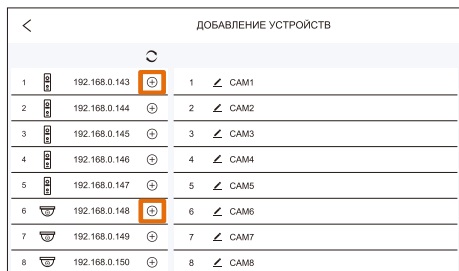 ДОБАВЛЕНИЕ УСТРОЙСТВ
1 192.168.0.143 1 CAM1
2 192.168.0.144 2 CAM2
3 192.168.0.145 3 CAM3
4 192.168.0.146 4 CAM4
5 192.168.0.147 5 CAM5
6 192.168.0.148 6 CAM6
7 192.168.0.149 7 CAM7
8 192.168.0.150 8 CAM8